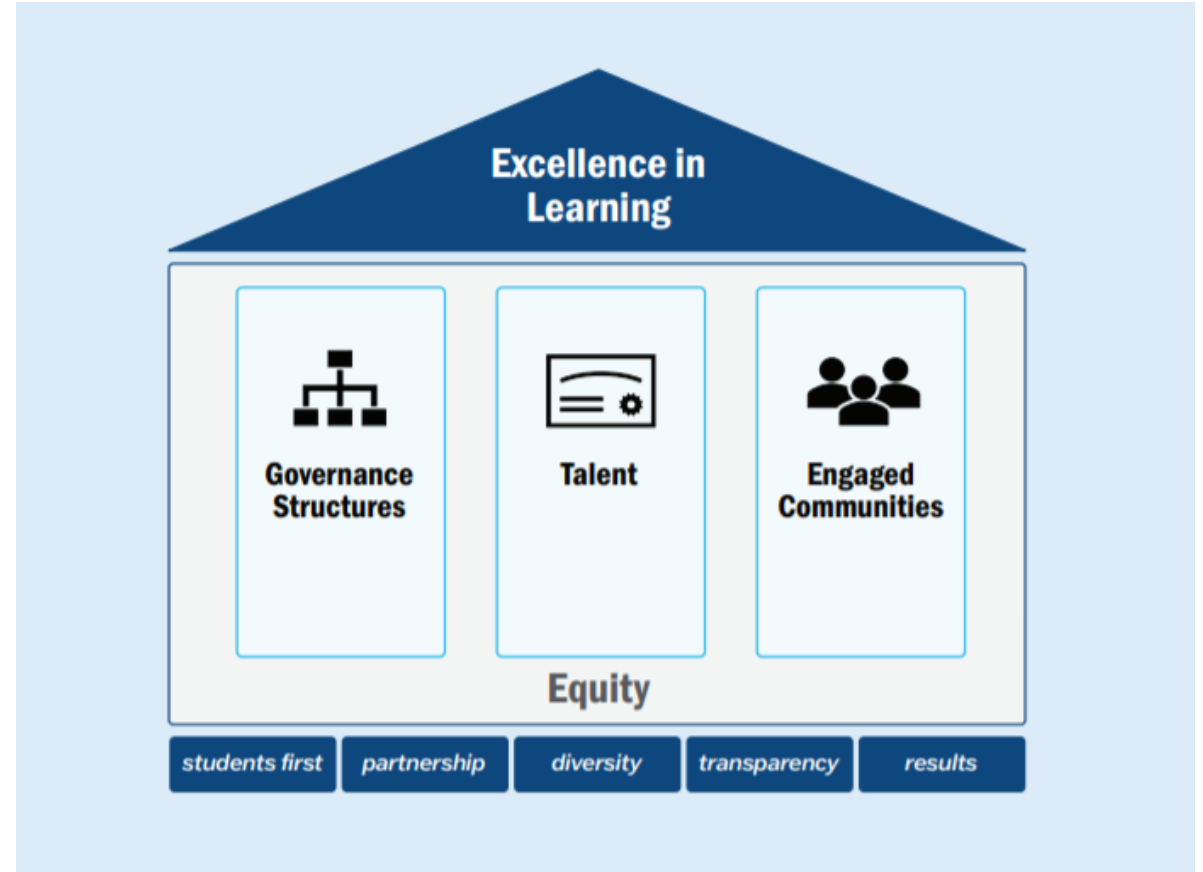 Excellence in
Learning
Governance
Structures
Talent
Engaged
Communities
Equity
students first
partnership
diversity
transparency
results